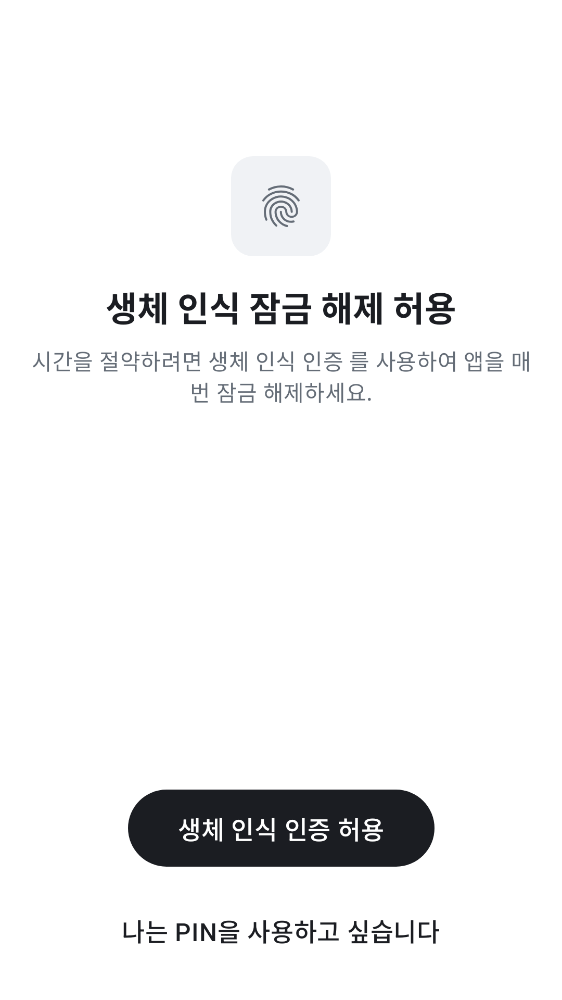 생체 인식 잠금 해제 허용
시간을 절약하려면 생체 인식 인증 를 사용하여 앱을 매
번 잠금 해제하세요.
생체 인식 인증 허용
나는 PIN을 사용하고 싶습니다